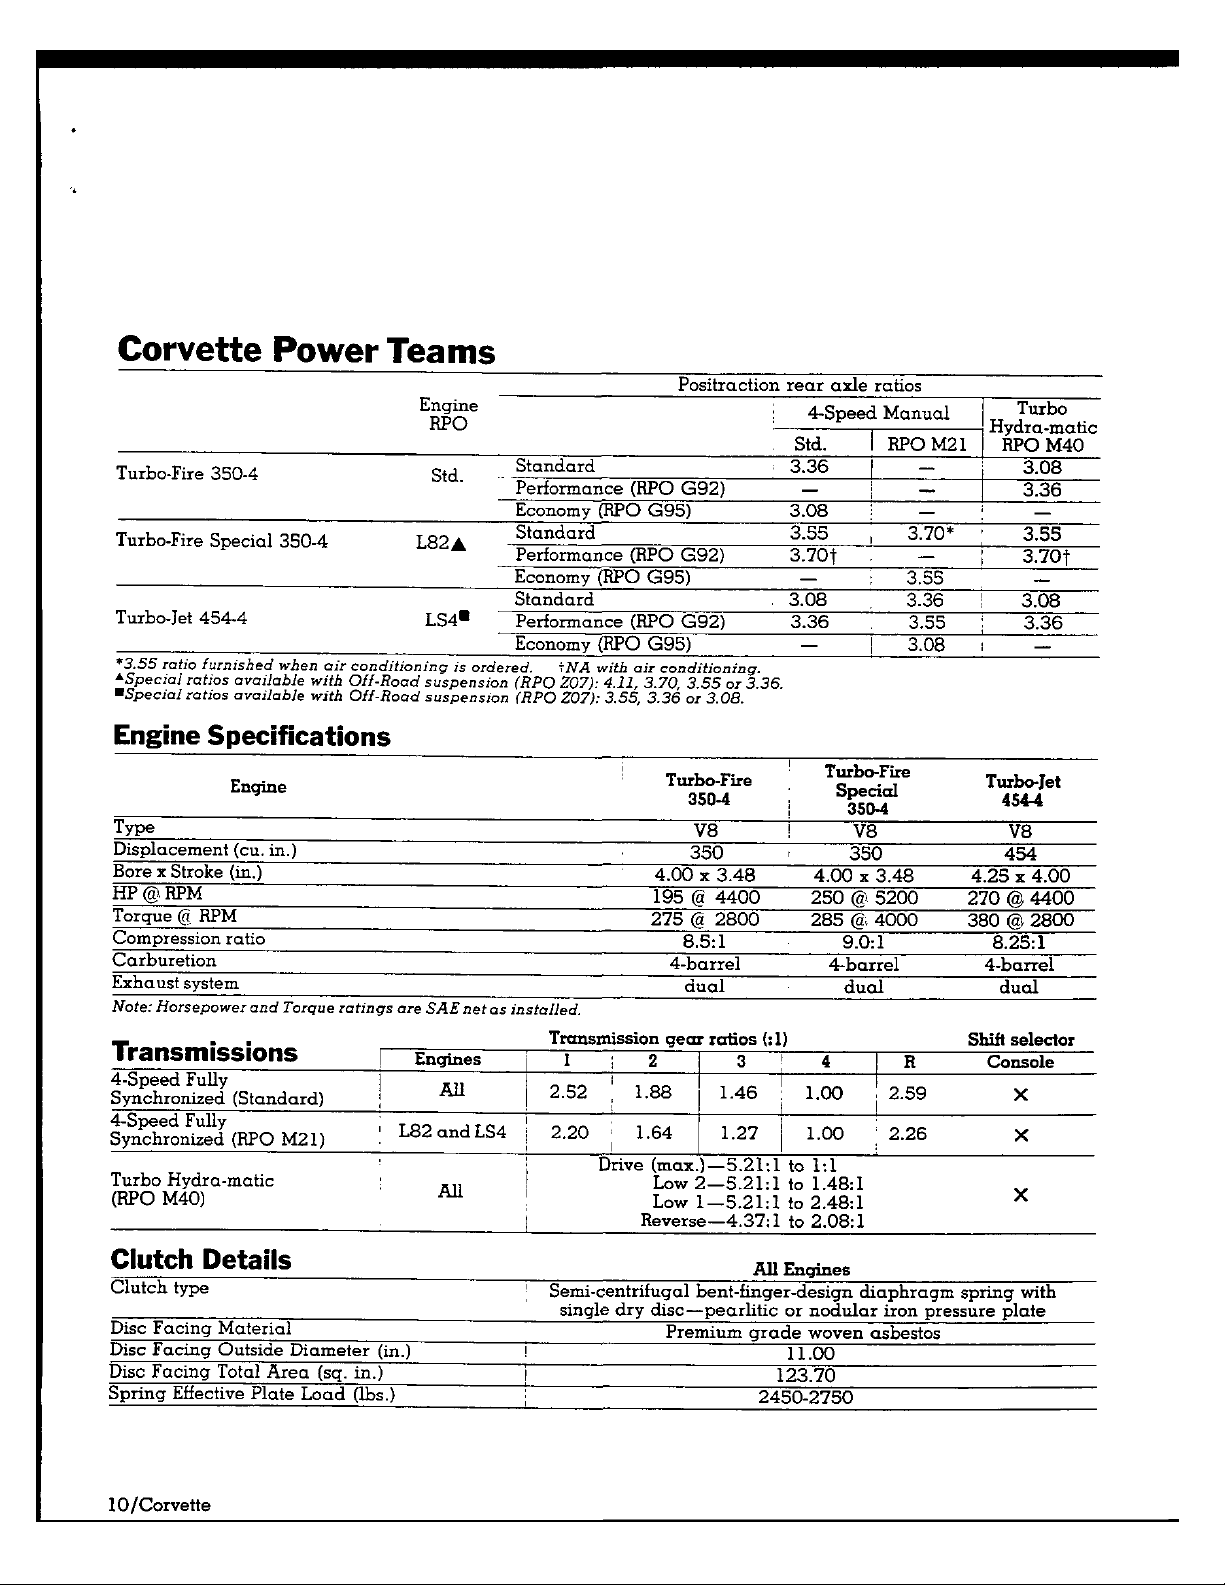 Corvette Power Teams
Positraction rear axle ratios
Engine RPO 4-Speed Manual Turbo Hydra-matic RPO M40
Std. RPO M21
Turbo-Fire 350-4 Std. Standard 3.36 — 3.08
Performance (RPO G92) — — 3.36
Economy (RPO G95) 3.08 — —
Turbo-Fire Special 350-4 L82▲ Standard 3.55 3.70* 3.55
Performance (RPO G92) 3.70† — 3.70†
Economy (RPO G95) — 3.55 —
Turbo-Jet 454-4 LS4■ Standard 3.08 3.36 3.08
Performance (RPO G92) 3.36 3.55 3.36
Economy (RPO G95) — 3.08 —
*3.55 ratio furnished when air conditioning is ordered. †NA with air conditioning.
▲Special ratios available with Off-Road suspension (RPO Z07): 4.11, 3.70, 3.55 or 3.36.
■Special ratios available with Off-Road suspension (RPO Z07): 3.55, 3.36 or 3.08.
Engine Specifications
Engine Turbo-Fire 350-4 Turbo-Fire Special 350-4 Turbo-Jet 454-4
Type V8 V8 V8
Displacement (cu. in.) 350 350 454
Bore x Stroke (in.) 4.00 x 3.48 4.00 x 3.48 4.25 x 4.00
HP @ RPM 195 @ 4400 250 @ 5200 270 @ 4400
Torque @ RPM 275 @ 2800 285 @ 4000 380 @ 2800
Compression ratio 8.5:1 9.0:1 8.25:1
Carburetion 4-barrel 4-barrel 4-barrel
Exhaust system dual dual dual
Note: Horsepower and Torque ratings are SAE net as installed.
Transmission gear ratios (:1) Shift selector
Transmissions Engines 1 2 3 4 R Console
4-Speed Fully
Synchronized (Standard) All 2.52 1.88 1.46 1.00 2.59 X
4-Speed Fully
Synchronized (RPO M21) L82 and LS4 2.20 1.64 1.27 1.00 2.26 X
Turbo Hydra-matic
(RPO M40) All Drive (max.)—5.21:1 to 1:1
Low 2—5.21:1 to 1.48:1
Low 1—5.21:1 to 2.48:1 X
Reverse—4.37:1 to 2.08:1
Clutch Details
All Engines
Clutch type Semi-centrifugal bent-finger-design diaphragm spring with
single dry disc—pearlitic or nodular iron pressure plate
Disc Facing Material Premium grade woven asbestos
Disc Facing Outside Diameter (in.) 11.00
Disc Facing Total Area (sq. in.) 123.70
Spring Effective Plate Load (lbs.) 2450-2750
10/Corvette